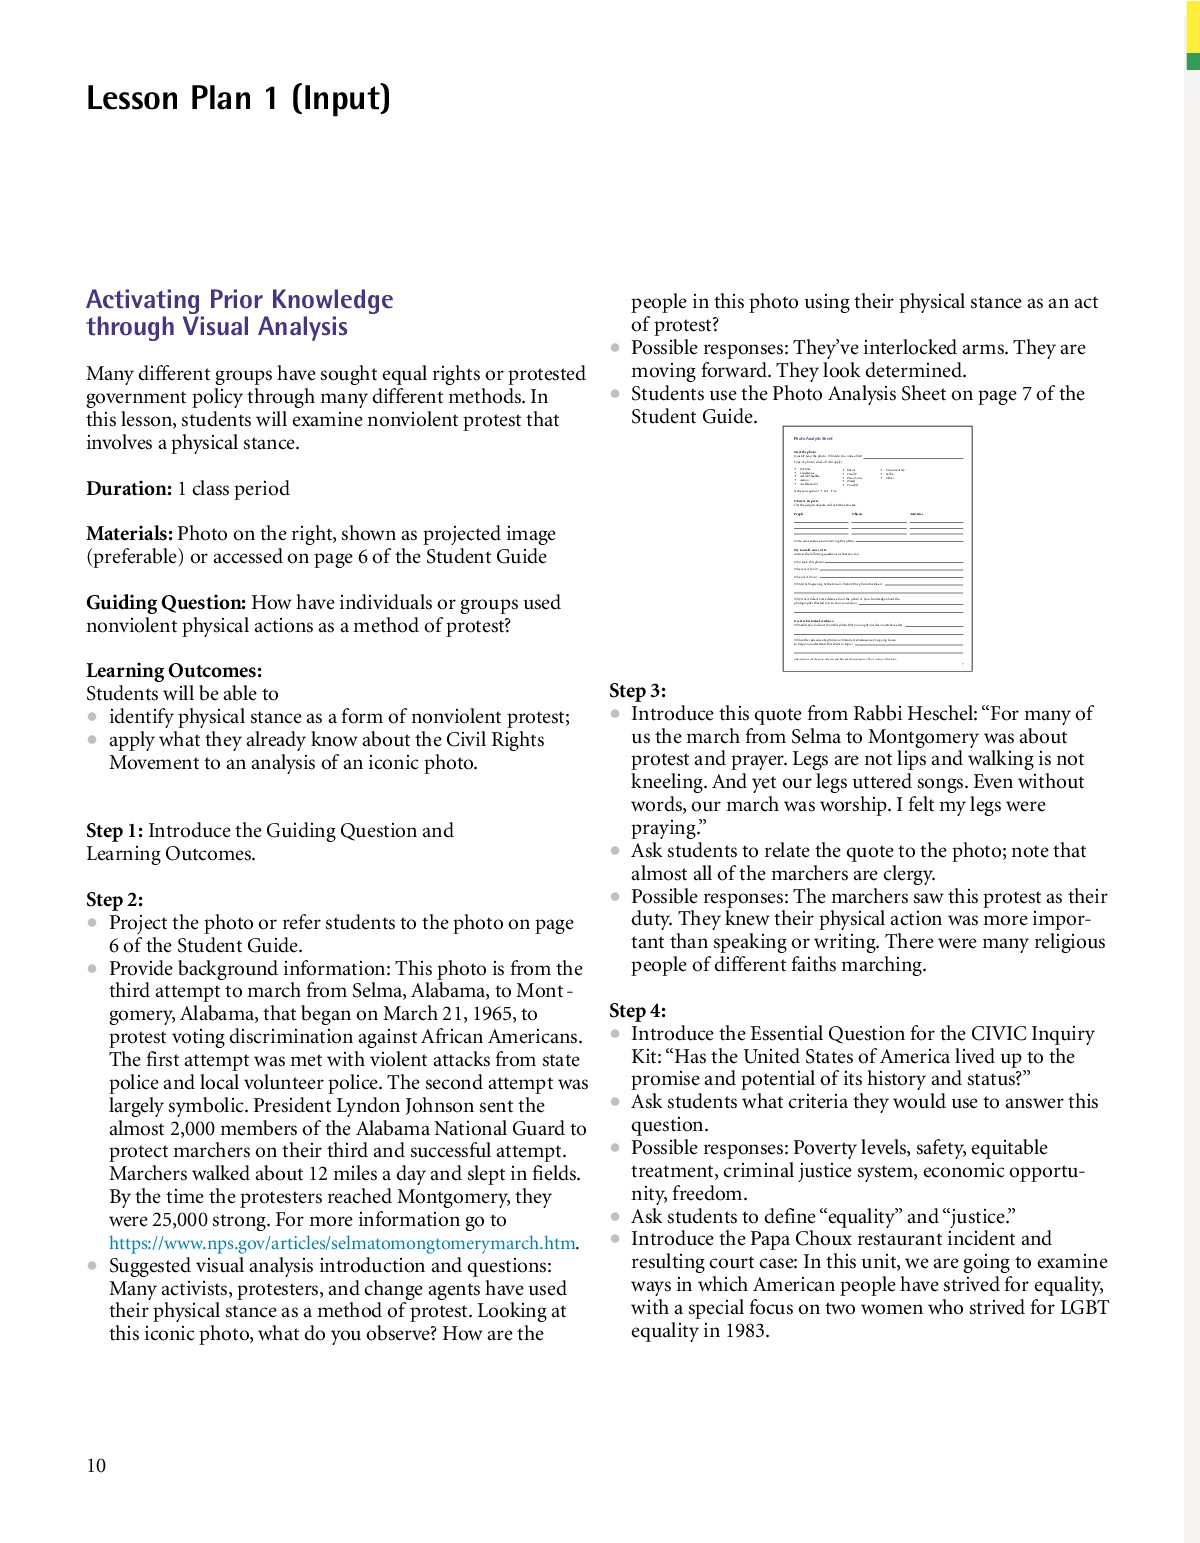 Lesson Plan 1 (Input)
Activating Prior Knowledge
through Visual Analysis
Many different groups have sought equal rights or protested
government policy through many different methods. In
this lesson, students will examine nonviolent protest that
involves a physical stance.
Duration: 1 class period
Materials: Photo on the right, shown as projected image
(preferable) or accessed on page 6 of the Student Guide
Guiding Question: How have individuals or groups used
nonviolent physical actions as a method of protest?
Learning Outcomes:
Students will be able to
• identify physical stance as a form of nonviolent protest;
• apply what they already know about the Civil Rights
Movement to an analysis of an iconic photo.
Step 1: Introduce the Guiding Question and
Learning Outcomes.
Step 2:
• Project the photo or refer students to the photo on page
6 of the Student Guide.
• Provide background information: This photo is from the
third attempt to march from Selma, Alabama, to Mont-
gomery, Alabama, that began on March 21, 1965, to
protest voting discrimination against African Americans.
The first attempt was met with violent attacks from state
police and local volunteer police. The second attempt was
largely symbolic. President Lyndon Johnson sent the
almost 2,000 members of the Alabama National Guard to
protect marchers on their third and successful attempt.
Marchers walked about 12 miles a day and slept in fields.
By the time the protesters reached Montgomery, they
were 25,000 strong. For more information go to
https://www.nps.gov/articles/selmatomongtomerymarch.htm.
• Suggested visual analysis introduction and questions:
Many activists, protesters, and change agents have used
their physical stance as a method of protest. Looking at
this iconic photo, what do you observe? How are the
people in this photo using their physical stance as an act
of protest?
• Possible responses: They've interlocked arms. They are
moving forward. They look determined.
• Students use the Photo Analysis Sheet on page 7 of the
Student Guide.
Photo Analysis Sheet
Step 3:
• Introduce this quote from Rabbi Heschel: “For many of
us the march from Selma to Montgomery was about
protest and prayer. Legs are not lips and walking is not
kneeling. And yet our legs uttered songs. Even without
words, our march was worship. I felt my legs were
praying.”
• Ask students to relate the quote to the photo; note that
almost all of the marchers are clergy.
• Possible responses: The marchers saw this protest as their
duty. They knew their physical action was more impor-
tant than speaking or writing. There were many religious
people of different faiths marching.
Step 4:
• Introduce the Essential Question for the CIVIC Inquiry
Kit: “Has the United States of America lived up to the
promise and potential of its history and status?”
• Ask students what criteria they would use to answer this
question.
• Possible responses: Poverty levels, safety, equitable
treatment, criminal justice system, economic opportu-
nity, freedom.
• Ask students to define “equality” and “justice.”
• Introduce the Papa Choux restaurant incident and
resulting court case: In this unit, we are going to examine
ways in which American people have strived for equality,
with a special focus on two women who strived for LGBT
equality in 1983.
10